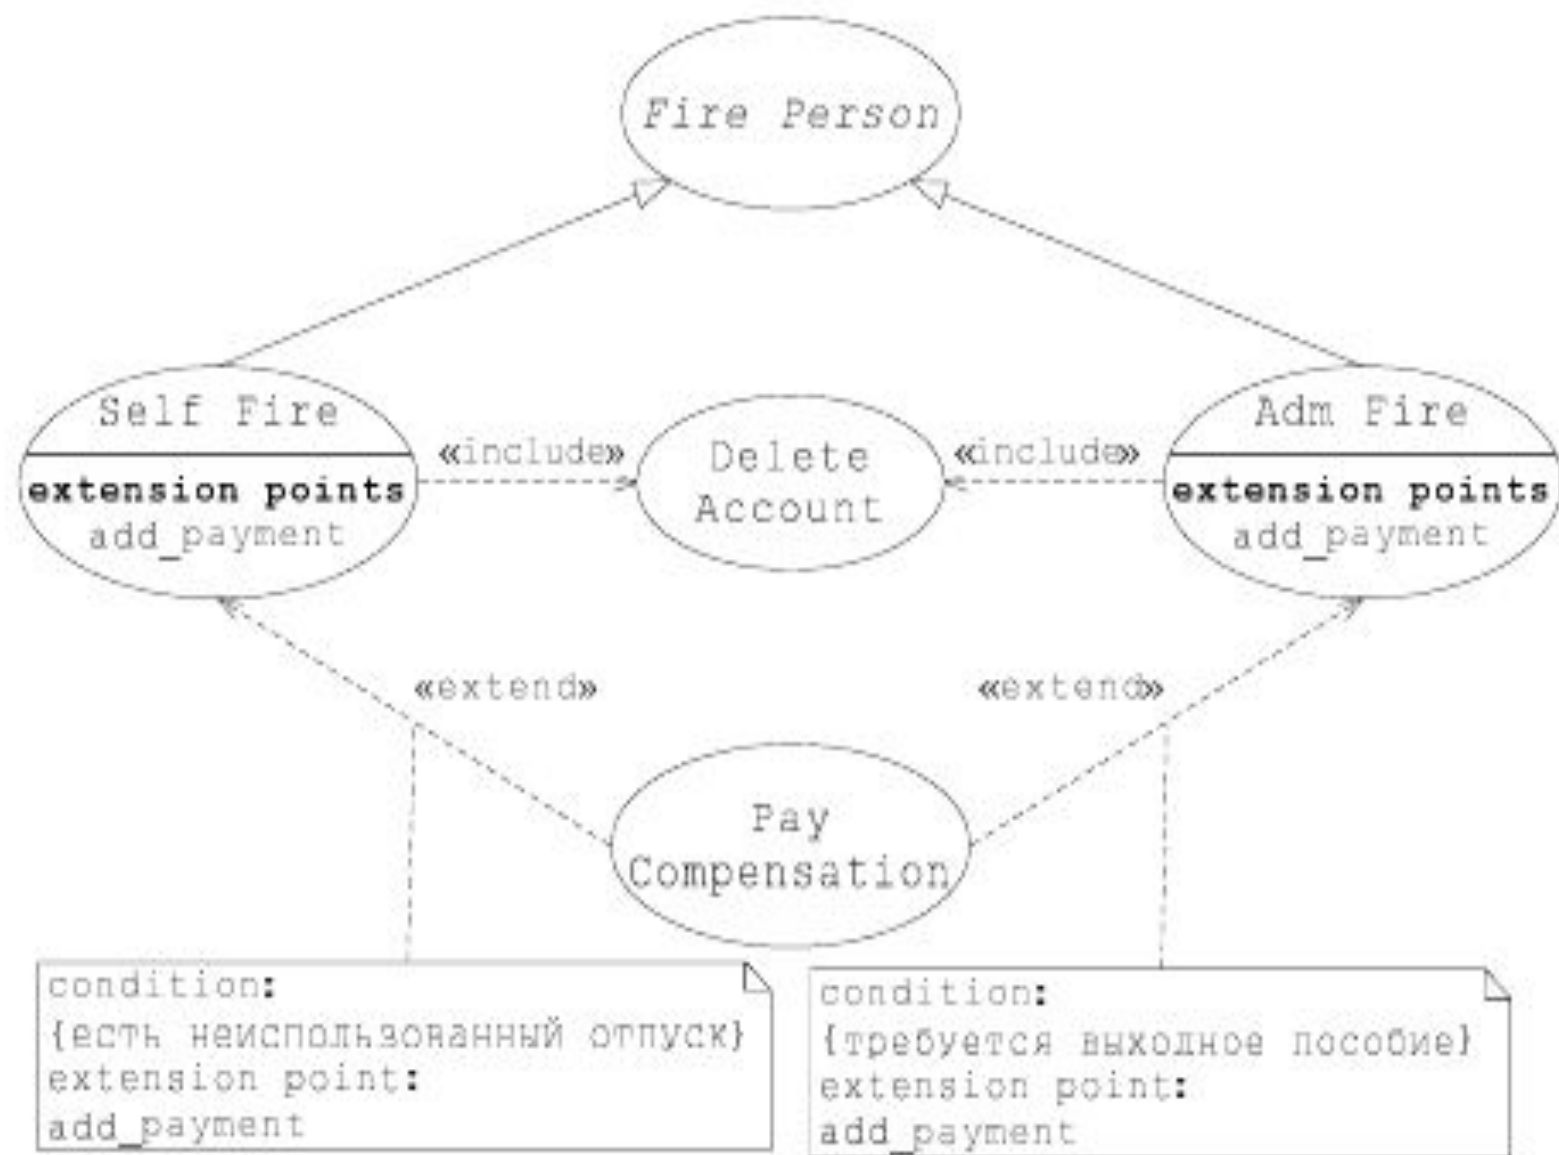 Fire Person
Self Fire
extension points
add_payment
«include»
Delete
Account
«include»
Adm Fire
extension points
add_payment
«extend»
«extend»
Pay
Compensation
condition:
{есть неиспользованный отпуск}
extension point:
add_payment
condition:
{требуется выходное пособие}
extension point:
add_payment